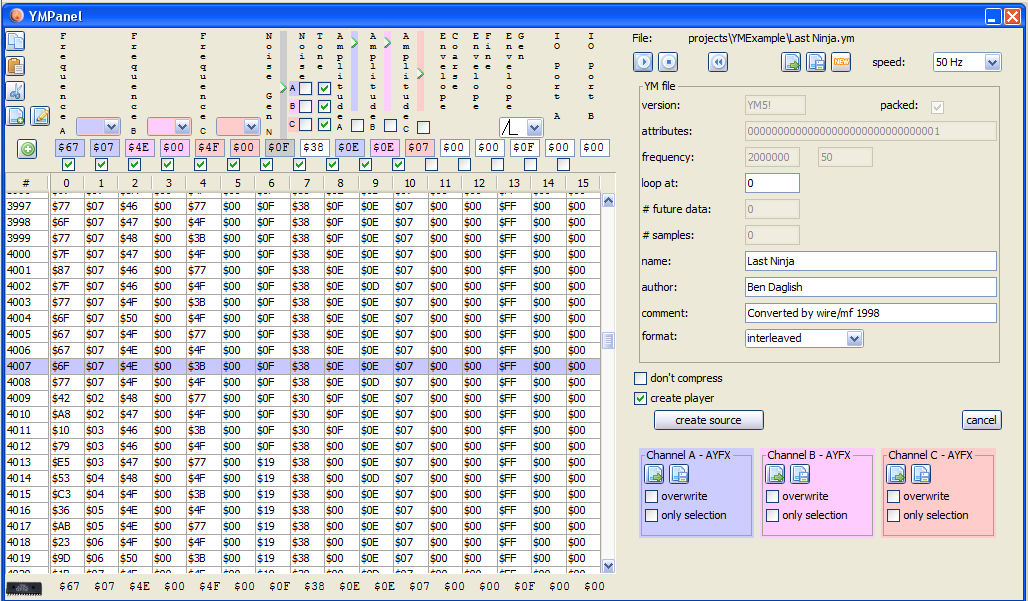 YMPanel
Frequence A
Frequence B
Frequence C
Noise Gen N
Noise
Tone
Amplitude A
Amplitude B
Amplitude C
Envelope
Coarse
Envelope
Fine
Envelope
Gen
IO Port A
IO Port B
A
B
C
$67 $07 $4E $00 $4F $00 $0F $38 $0E $0E $07 $00 $00 $0F $00 $00
# 0 1 2 3 4 5 6 7 8 9 10 11 12 13 14 15
3997 $77 $07 $46 $00 $77 $00 $0F $38 $0F $0E $07 $00 $00 $FF $00 $00
3998 $6F $07 $47 $00 $4F $00 $0F $38 $00 $0E $07 $00 $00 $FF $00 $00
3999 $77 $07 $48 $00 $3B $00 $0F $38 $00 $0E $07 $00 $00 $FF $00 $00
4000 $7F $07 $47 $00 $4F $00 $0F $38 $00 $0E $07 $00 $00 $FF $00 $00
4001 $87 $07 $46 $00 $77 $00 $0F $38 $0E $0E $07 $00 $00 $FF $00 $00
4002 $7F $07 $46 $00 $4F $00 $0F $38 $0E $0D $07 $00 $00 $FF $00 $00
4003 $77 $07 $4F $00 $3B $00 $0F $38 $0E $0E $07 $00 $00 $FF $00 $00
4004 $6F $07 $50 $00 $4F $00 $0F $38 $0E $0E $07 $00 $00 $FF $00 $00
4005 $67 $07 $4F $00 $77 $00 $0F $38 $0E $0E $07 $00 $00 $FF $00 $00
4006 $67 $07 $4E $00 $4F $00 $0F $38 $0E $0E $07 $00 $00 $FF $00 $00
4007 $6F $07 $4E $00 $3B $00 $0F $38 $0E $0E $07 $00 $00 $FF $00 $00
4008 $77 $07 $4F $00 $4F $00 $0F $38 $0E $0D $07 $00 $00 $FF $00 $00
4009 $42 $02 $48 $00 $77 $00 $0F $30 $0F $0E $07 $00 $00 $FF $00 $00
4010 $A8 $02 $47 $00 $4F $00 $0F $30 $0F $0E $07 $00 $00 $FF $00 $00
4011 $10 $03 $46 $00 $3B $00 $0F $30 $0F $0E $07 $00 $00 $FF $00 $00
4012 $79 $03 $46 $00 $4F $00 $0F $38 $00 $0E $07 $00 $00 $FF $00 $00
4013 $E5 $03 $47 $00 $77 $00 $19 $38 $00 $0E $07 $00 $00 $FF $00 $00
4014 $53 $04 $48 $00 $4F $00 $19 $38 $00 $0D $07 $00 $00 $FF $00 $00
4015 $C3 $04 $4F $00 $3B $00 $19 $38 $00 $0E $07 $00 $00 $FF $00 $00
4016 $36 $05 $4E $00 $4F $00 $19 $38 $00 $0E $07 $00 $00 $FF $00 $00
4017 $AB $05 $4E $00 $77 $00 $19 $38 $00 $0E $07 $00 $00 $FF $00 $00
4018 $23 $06 $4F $00 $4F $00 $19 $38 $00 $0E $07 $00 $00 $FF $00 $00
4019 $9D $06 $50 $00 $3B $00 $19 $38 $00 $0E $07 $00 $00 $FF $00 $00
$67 $07 $4E $00 $4F $00 $0F $38 $0E $0E $07 $00 $00 $0F $00 $00
File: projects\YMExample\Last Ninja.ym
NEW
speed: 50 Hz
YM file
version: YM5! packed:
attributes: 00000000000000000000000000000001
frequency: 2000000 50
loop at: 0
# future data: 0
# samples: 0
name: Last Ninja
author: Ben Daglish
comment: Converted by wire/mf 1998
format: interleaved
don't compress
create player
create source cancel
Channel A - AYFX
overwrite
only selection
Channel B - AYFX
overwrite
only selection
Channel C - AYFX
overwrite
only selection